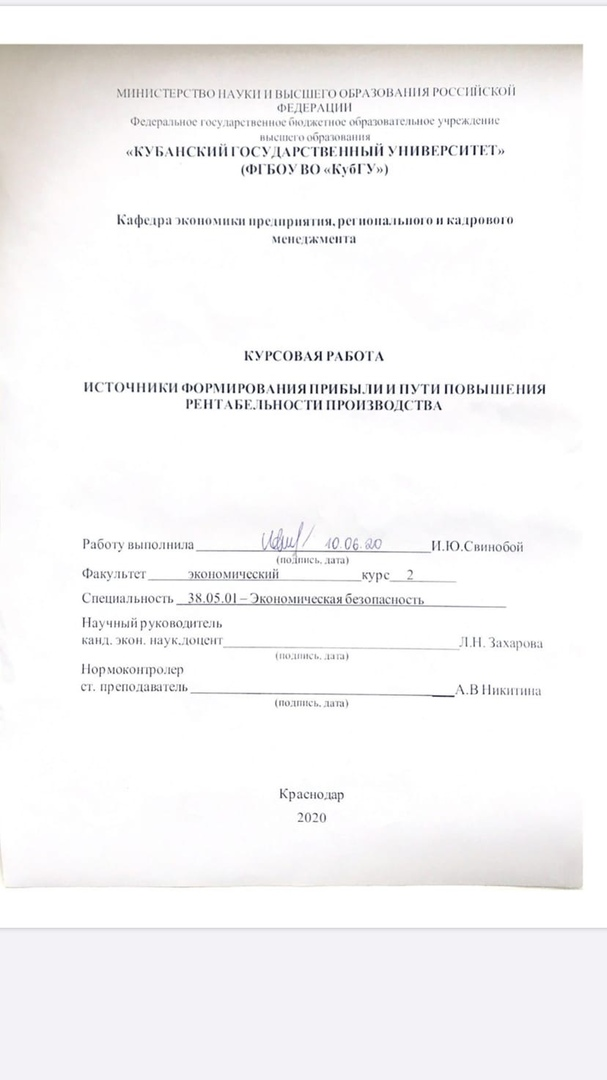 МИНИСТЕРСТВО НАУКИ И ВЫСШЕГО ОБРАЗОВАНИЯ РОССИЙСКОЙ
ФЕДЕРАЦИИ
Федеральное государственное бюджетное образовательное учреждение
высшего образования
«КУБАНСКИЙ ГОСУДАРСТВЕННЫЙ УНИВЕРСИТЕТ»
(ФГБОУ ВО «КубГУ»)
Кафедра экономики предприятия, регионального и кадрового
менеджмента
КУРСОВАЯ РАБОТА
ИСТОЧНИКИ ФОРМИРОВАНИЯ ПРИБЫЛИ И ПУТИ ПОВЫШЕНИЯ
РЕНТАБЕЛЬНОСТИ ПРОИЗВОДСТВА
Работу выполнила 10.06.20 И.Ю.Свинобой
(подпись, дата)
Факультет экономический курс 2
Специальность 38.05.01 – Экономическая безопасность
Научный руководитель
канд. экон. наук,доцент Л.Н. Захарова
(подпись, дата)
Нормоконтролер
ст. преподаватель А.В Никитина
(подпись, дата)
Краснодар
2020